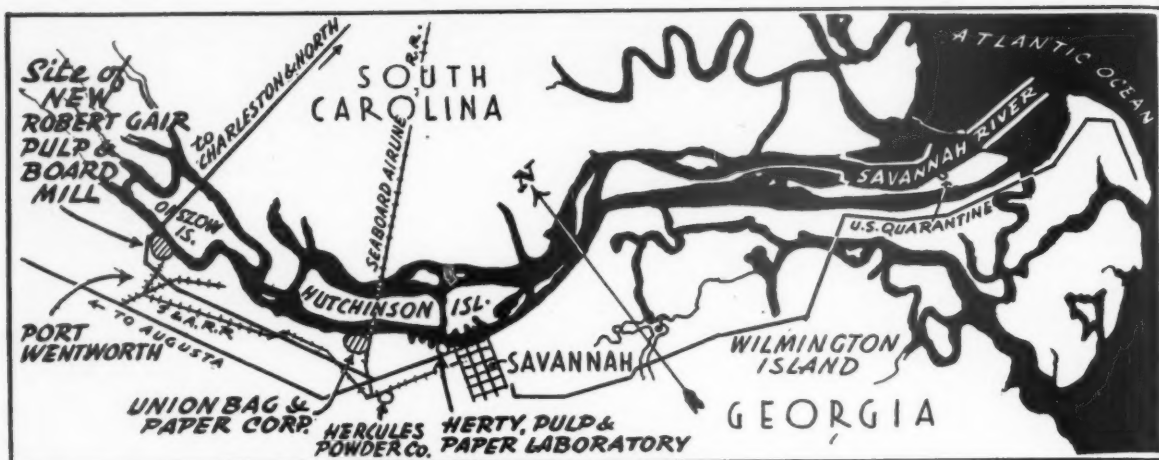 Site of
NEW
ROBERT GAIR
PULP &
BOARD
MILL
TO
CHARLESTON & NORTH
SOUTH
CAROLINA
SEABOARD AIRLINE R.R.
ATLANTIC OCEAN
SAVANNAH RIVER
U.S. QUARANTINE
ONSLOW
IS.
N
HUTCHINSON ISL.
S & A. R.R
← TO AUGUSTA
PORT
WENTWORTH
SAVANNAH
WILMINGTON
ISLAND
GEORGIA
UNION BAG &
PAPER CORP.
HERCULES
POWDER CO.
HERTY, PULP &
PAPER LABORATORY